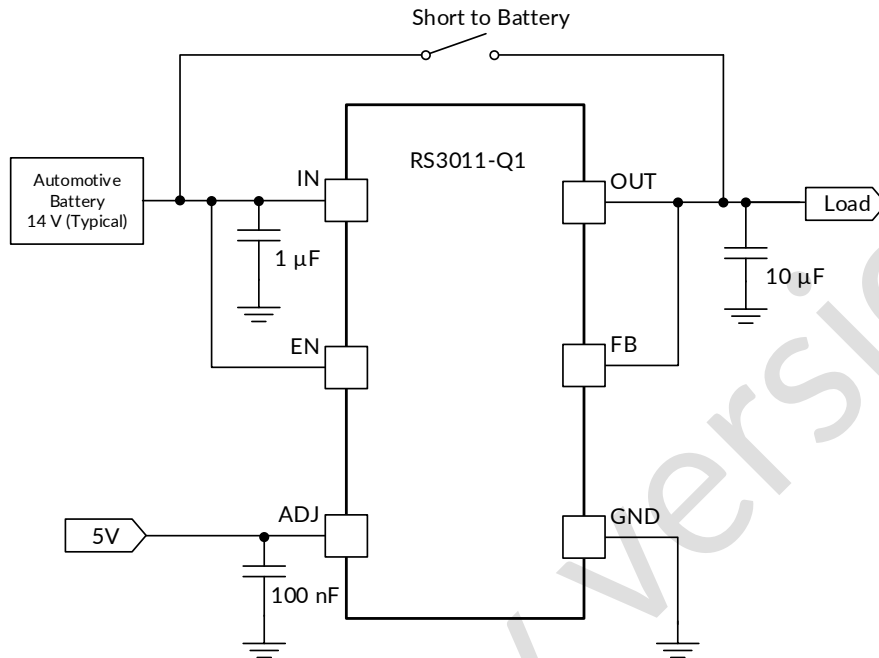 Short to Battery
RS3011-Q1
Automotive
Battery
14 V (Typical)
IN
OUT
Load
1 µF
10 µF
EN
FB
ADJ
GND
5V
100 nF
y versio